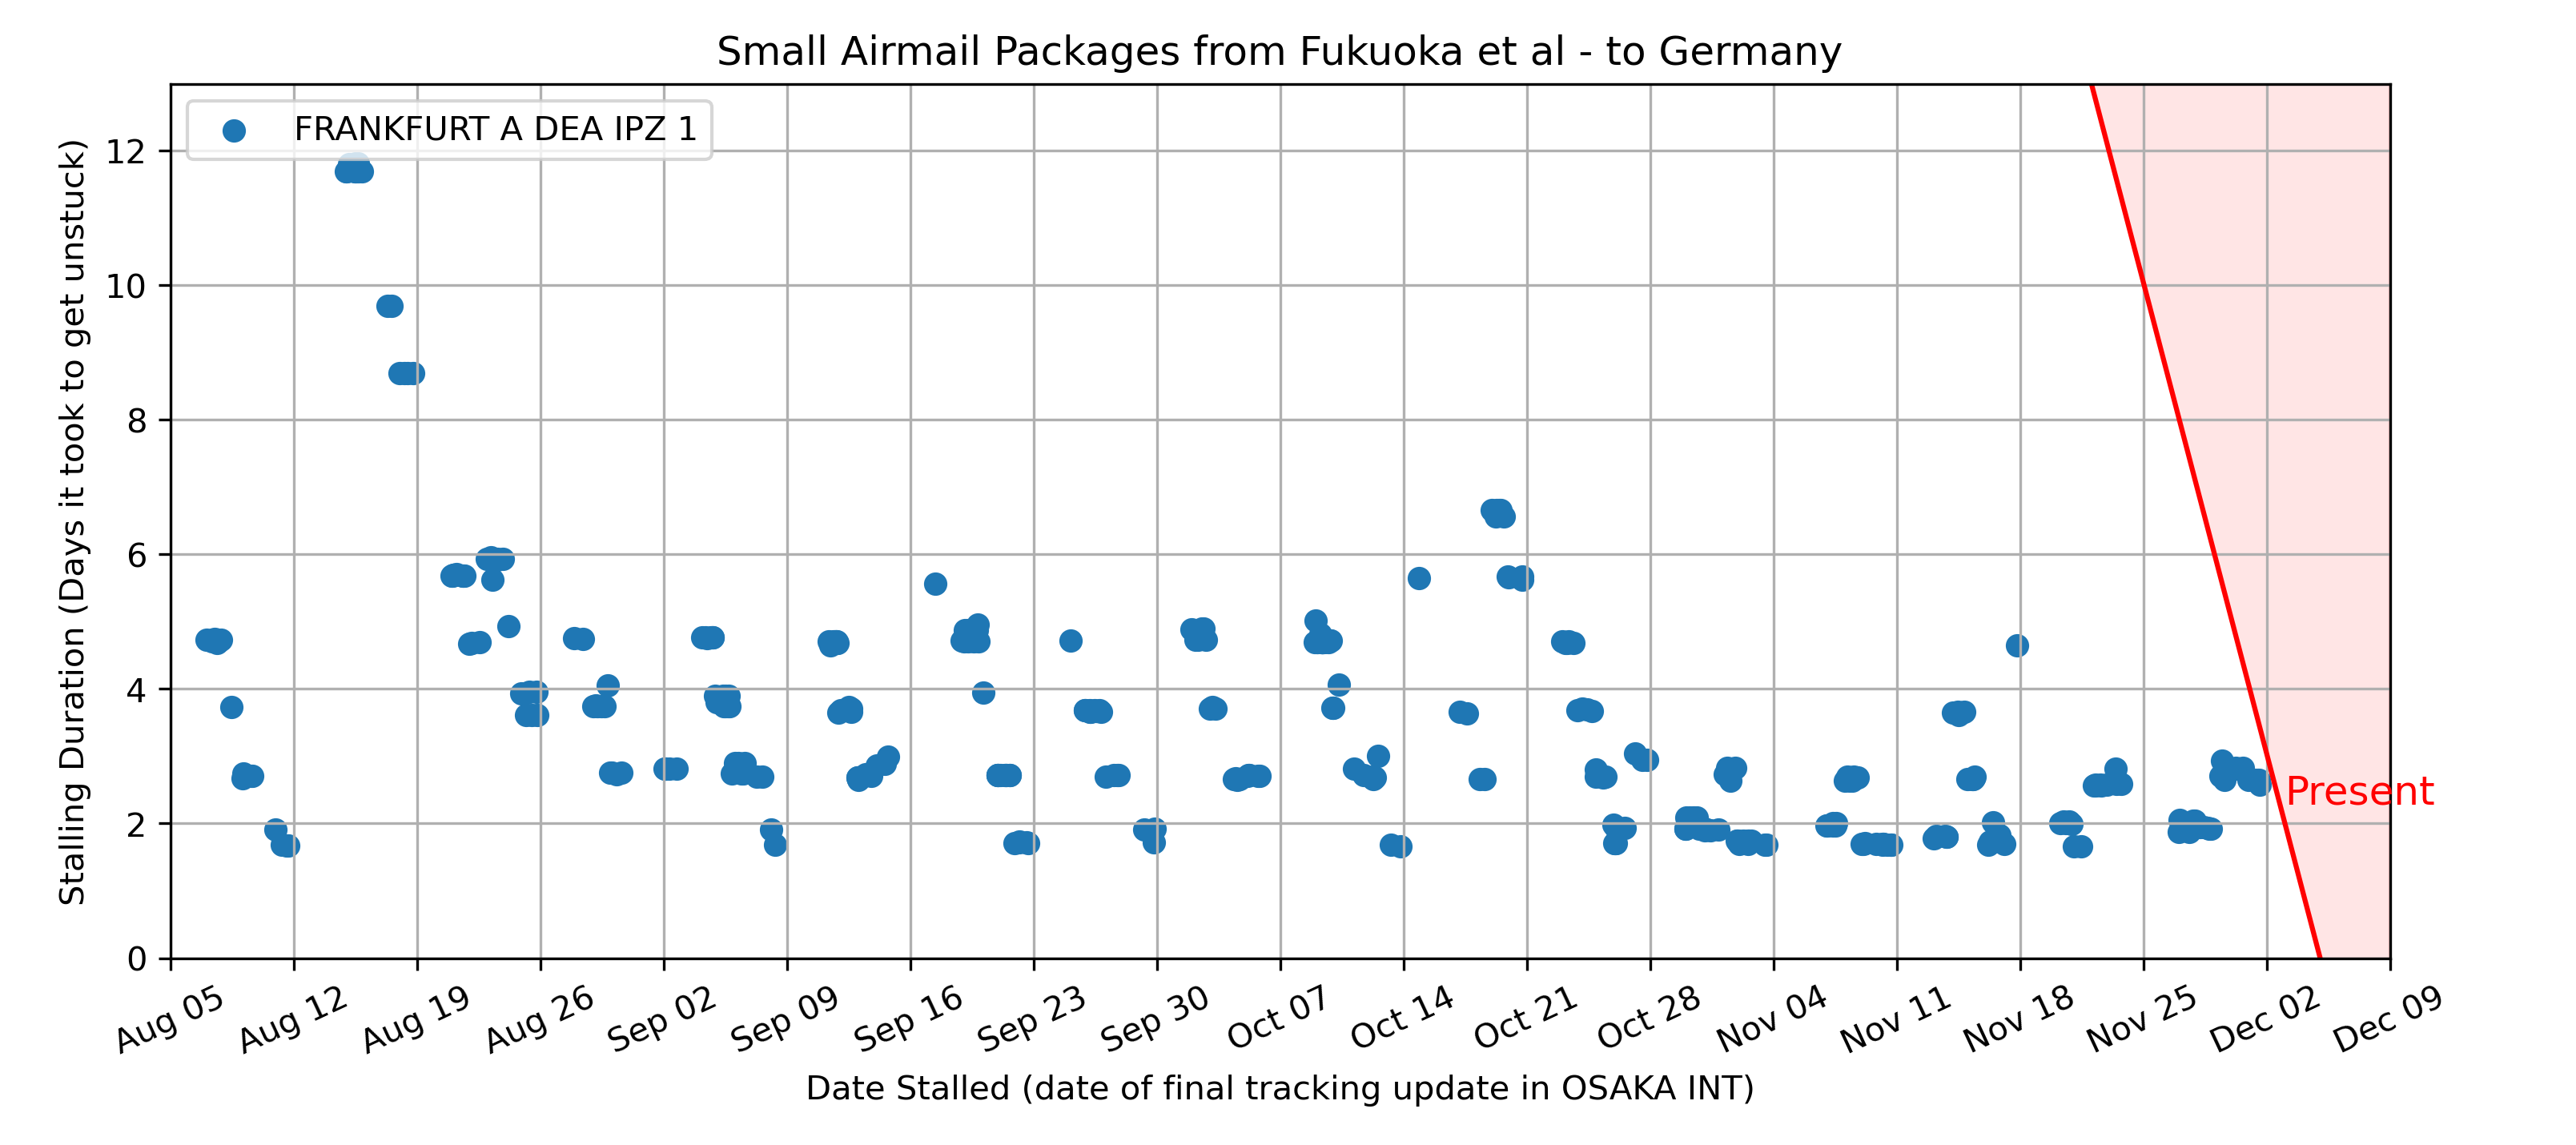 Small Airmail Packages from Fukuoka et al - to Germany
FRANKFURT A DEA IPZ 1
Stalling Duration (Days it took to get unstuck)
12
10
8
6
4
2
0
Present
Aug 05
Aug 12
Aug 19
Aug 26
Sep 02
Sep 09
Sep 16
Sep 23
Sep 30
Oct 07
Oct 14
Oct 21
Oct 28
Nov 04
Nov 11
Nov 18
Nov 25
Dec 02
Dec 09
Date Stalled (date of final tracking update in OSAKA INT)